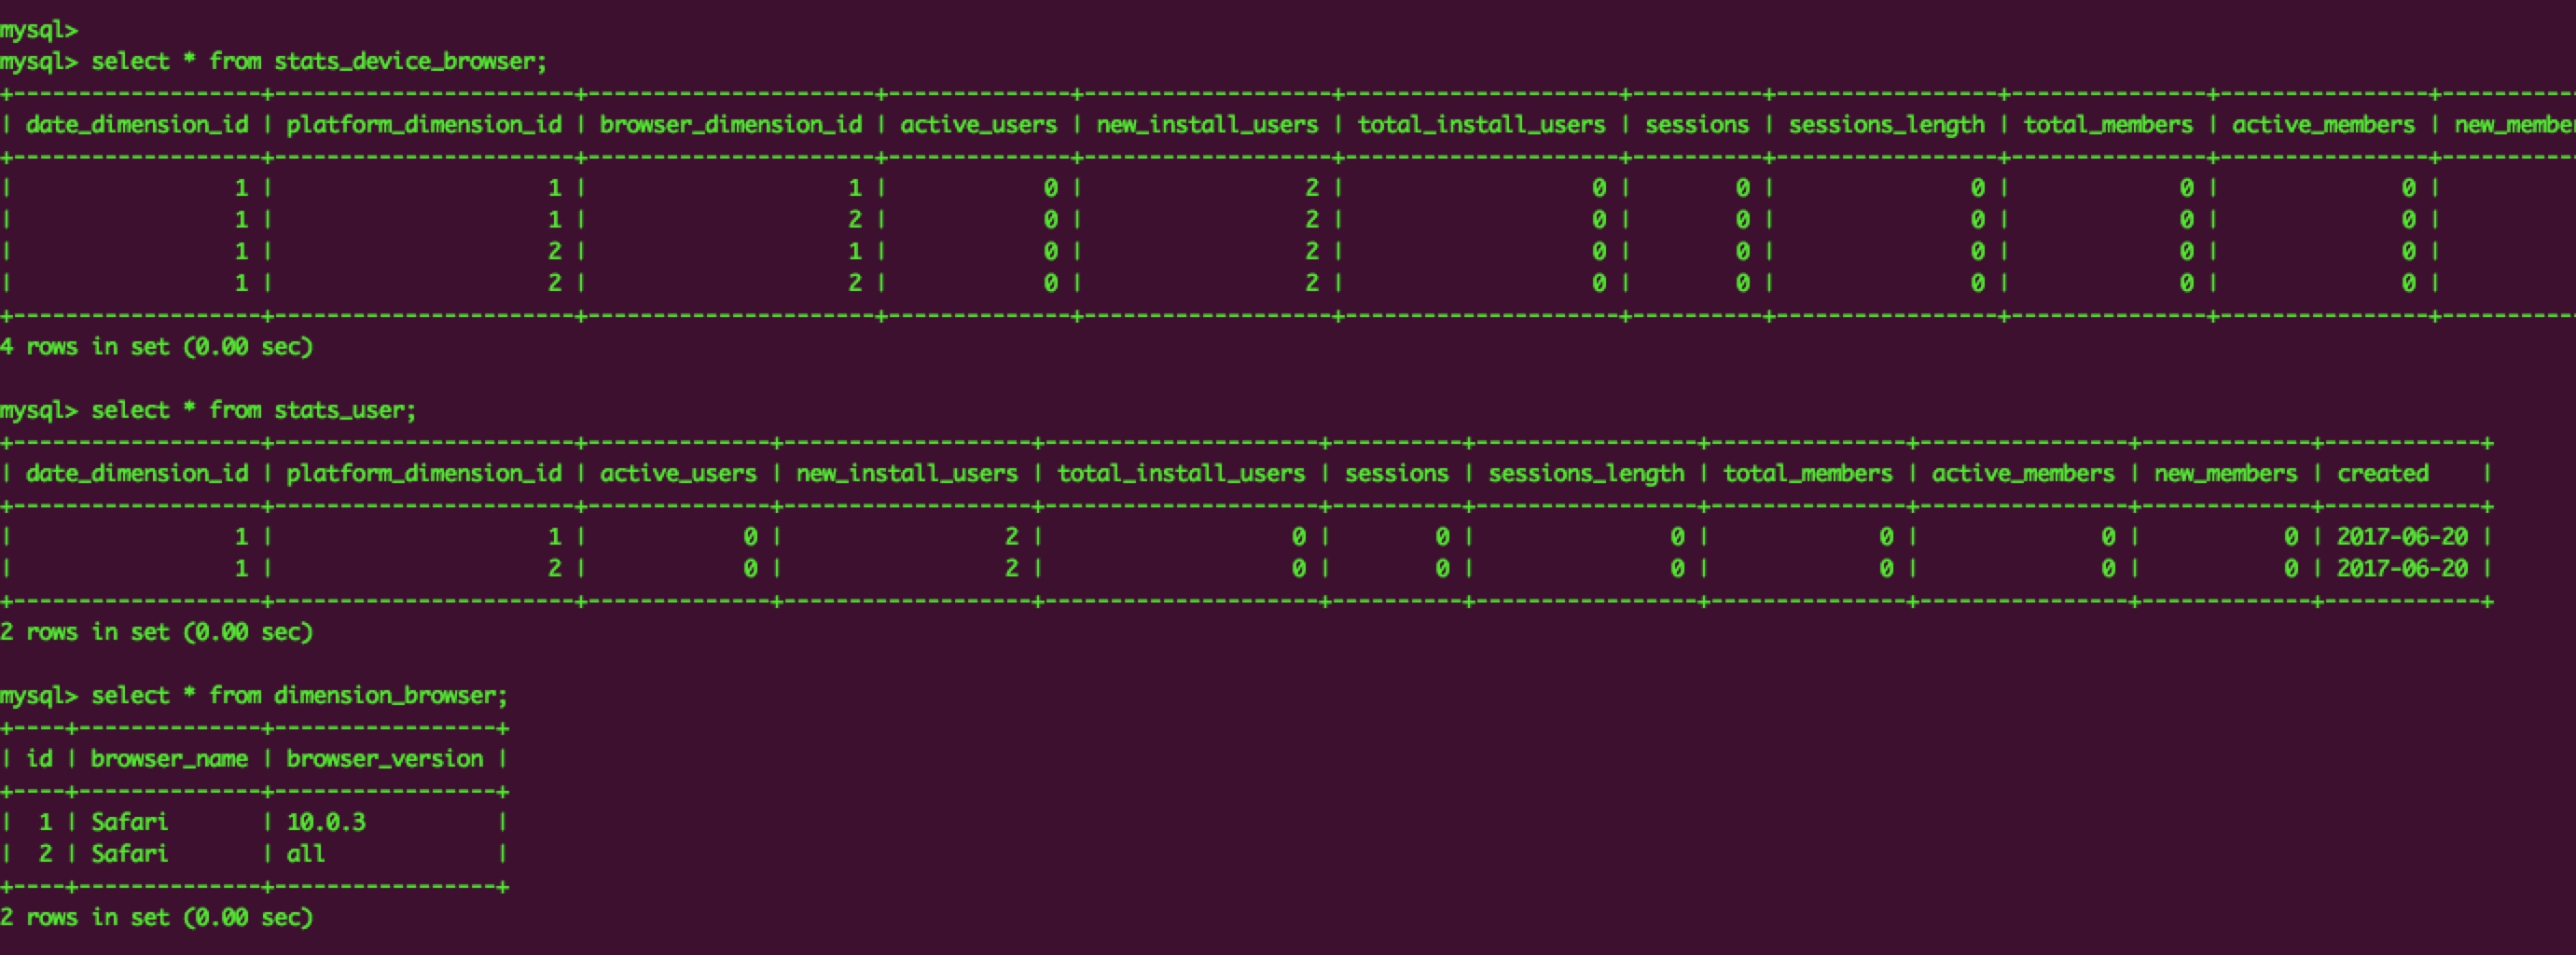 mysql>
mysql> select * from stats_device_browser;
+-------------------+-----------------------+----------------------+--------------+-------------------+---------------------+----------+-----------------+---------------+----------------+----------
| date_dimension_id | platform_dimension_id | browser_dimension_id | active_users | new_install_users | total_install_users | sessions | sessions_length | total_members | active_members | new_member
+-------------------+-----------------------+----------------------+--------------+-------------------+---------------------+----------+-----------------+---------------+----------------+----------
|                 1 |                     1 |                    1 |            0 |                 2 |                   0 |        0 |               0 |             0 |              0 |
|                 1 |                     1 |                    2 |            0 |                 2 |                   0 |        0 |               0 |             0 |              0 |
|                 1 |                     2 |                    1 |            0 |                 2 |                   0 |        0 |               0 |             0 |              0 |
|                 1 |                     2 |                    2 |            0 |                 2 |                   0 |        0 |               0 |             0 |              0 |
+-------------------+-----------------------+----------------------+--------------+-------------------+---------------------+----------+-----------------+---------------+----------------+----------
4 rows in set (0.00 sec)
mysql> select * from stats_user;
+-------------------+-----------------------+--------------+-------------------+---------------------+----------+-----------------+---------------+----------------+-------------+------------+
| date_dimension_id | platform_dimension_id | active_users | new_install_users | total_install_users | sessions | sessions_length | total_members | active_members | new_members | created    |
+-------------------+-----------------------+--------------+-------------------+---------------------+----------+-----------------+---------------+----------------+-------------+------------+
|                 1 |                     1 |            0 |                 2 |                   0 |        0 |               0 |             0 |              0 |           0 | 2017-06-20 |
|                 1 |                     2 |            0 |                 2 |                   0 |        0 |               0 |             0 |              0 |           0 | 2017-06-20 |
+-------------------+-----------------------+--------------+-------------------+---------------------+----------+-----------------+---------------+----------------+-------------+------------+
2 rows in set (0.00 sec)
mysql> select * from dimension_browser;
+----+--------------+-----------------+
| id | browser_name | browser_version |
+----+--------------+-----------------+
|  1 | Safari       | 10.0.3          |
|  2 | Safari       | all             |
+----+--------------+-----------------+
2 rows in set (0.00 sec)